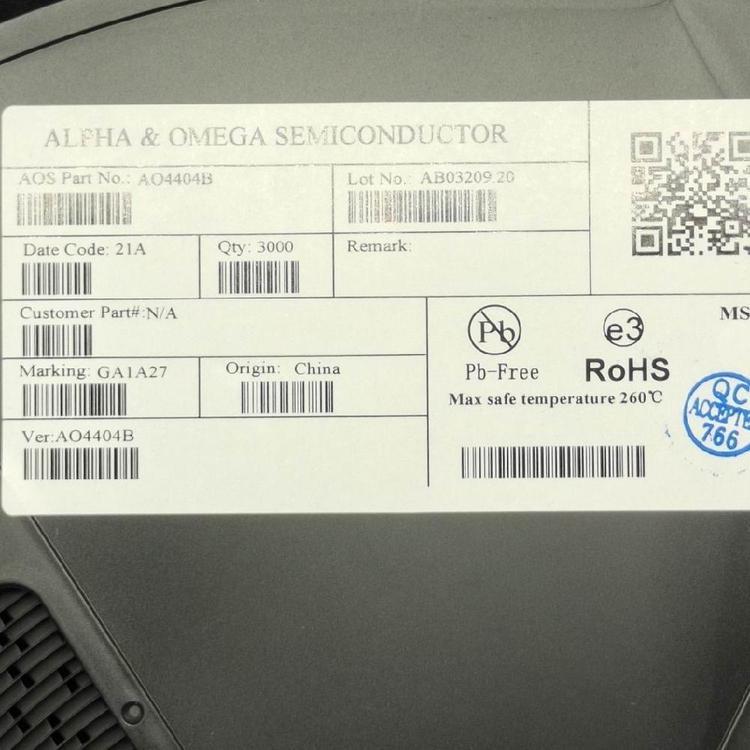 ALPHA & OMEGA SEMICONDUCTOR
AOS Part No.: AO4404B
Lot No.: AB03209.20
Date Code: 21A
Qty: 3000
Remark:
Customer Part#:N/A
Marking: GA1A27
Origin: China
Ver:AO4404B
Pb
e3
MS
Pb-Free
RoHS
Max safe temperature 260℃
QC
ACCEPTE
766